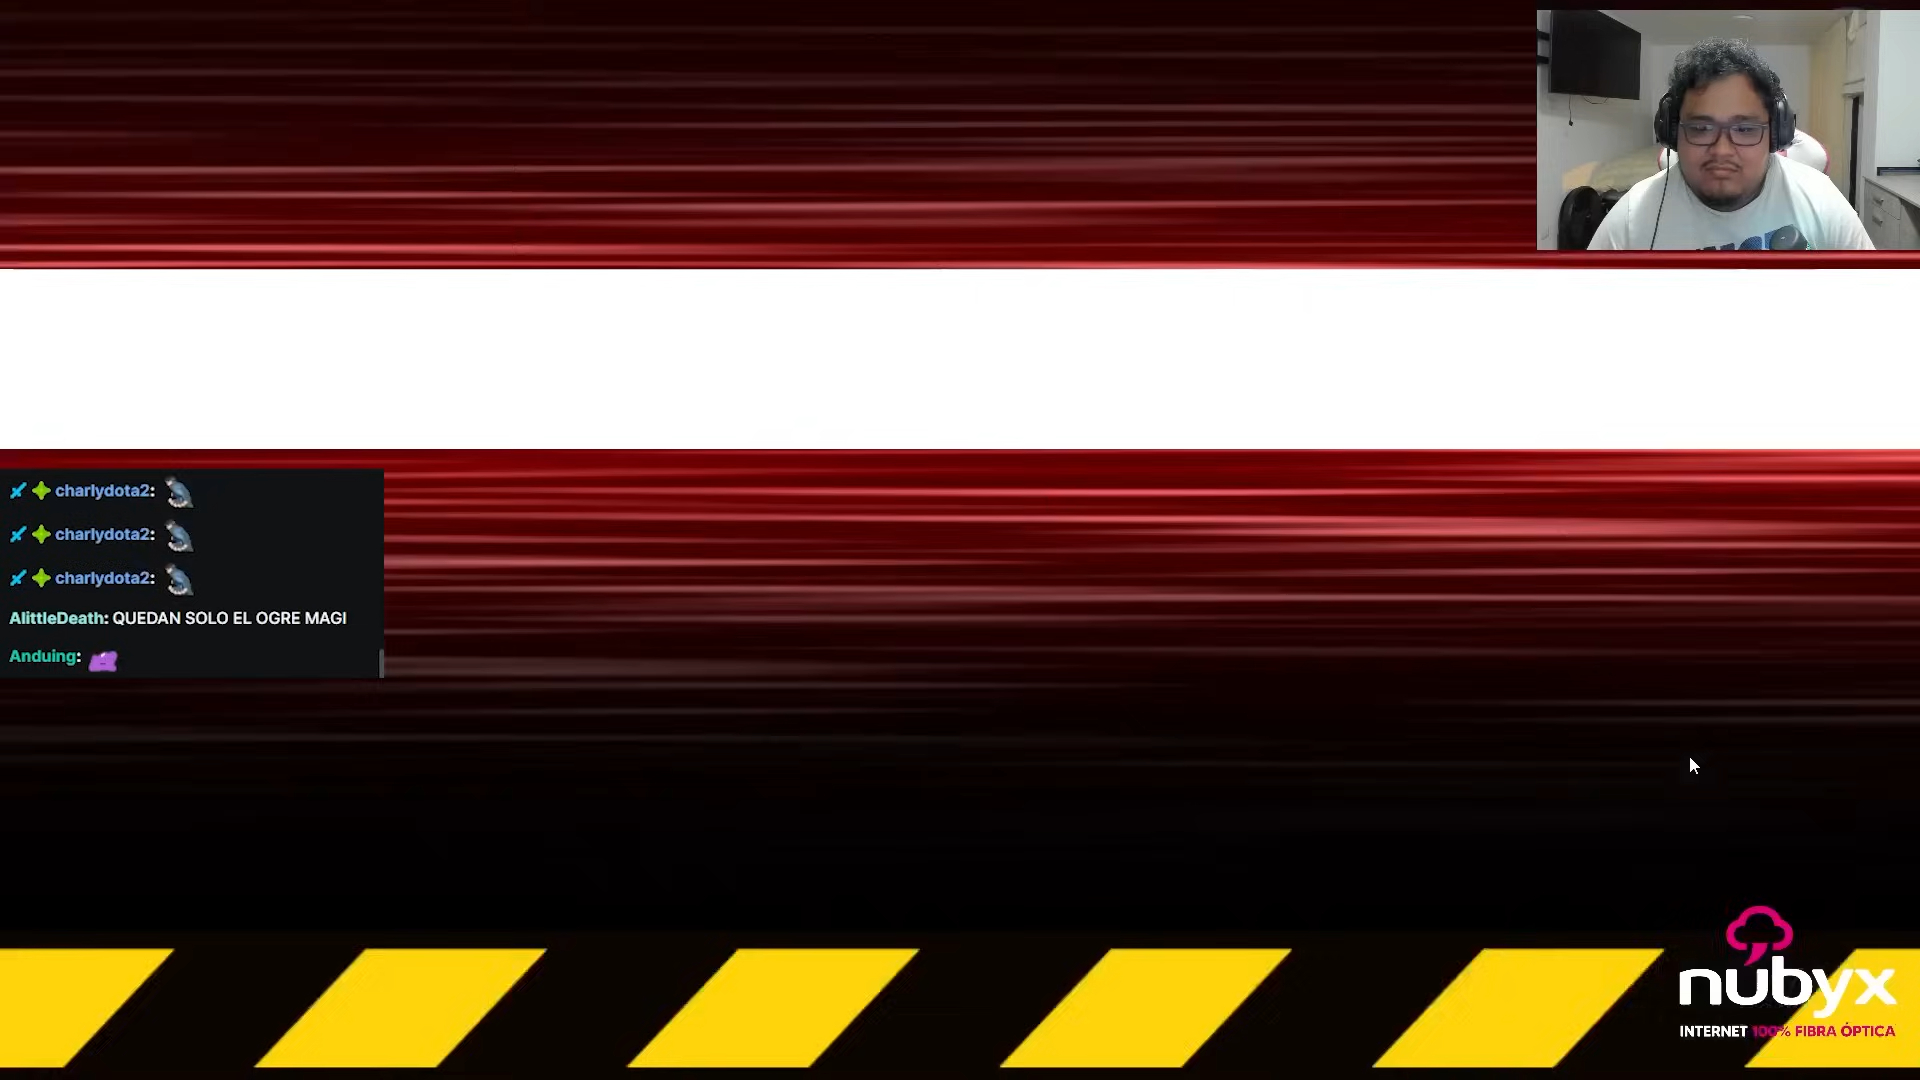 charlydota2:
charlydota2:
charlydota2:
AlittleDeath: QUEDAN SOLO EL OGRE MAGI
Anduing:
nubyx
INTERNET 100% FIBRA ÓPTICA